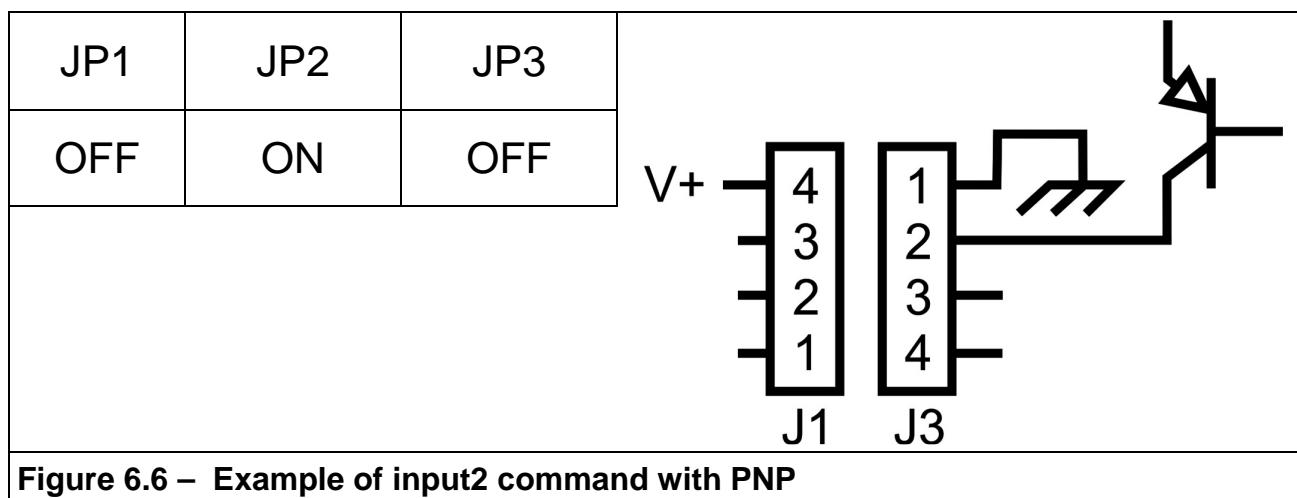 JP1 JP2 JP3
OFF ON OFF
V+ 4 1
3 2
2 3
1 4
J1 J3
Figure 6.6 – Example of input2 command with PNP